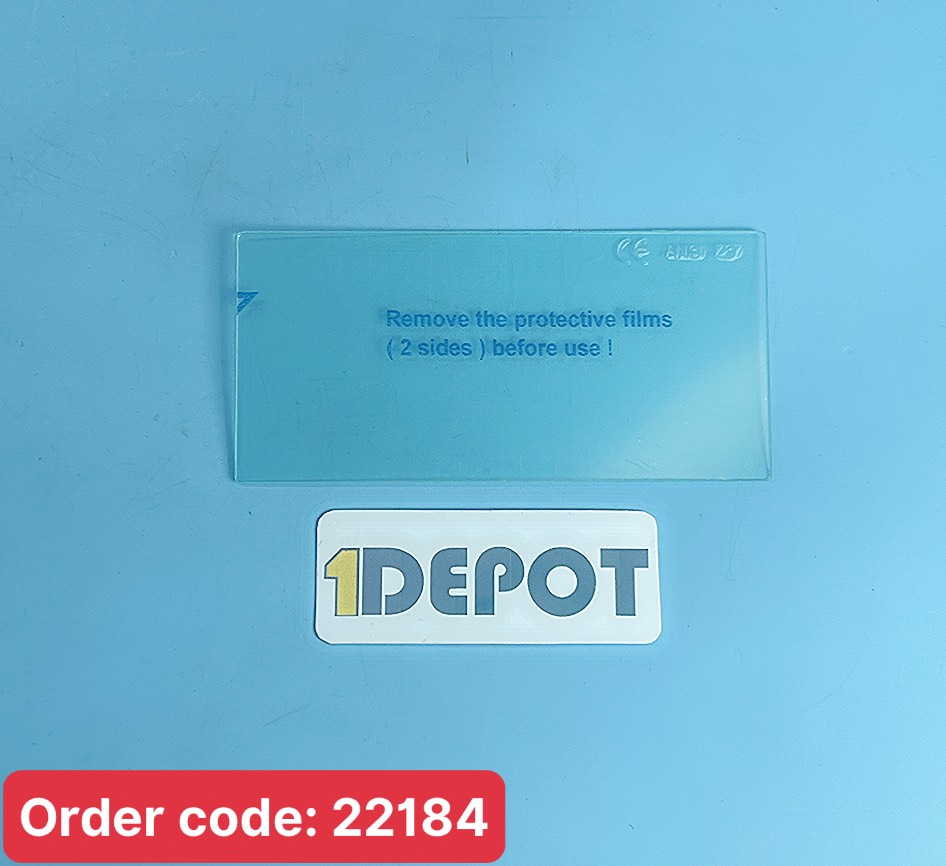 CE ANSI Z87
Remove the protective films
( 2 sides ) before use !
1DEPOT
Order code: 22184